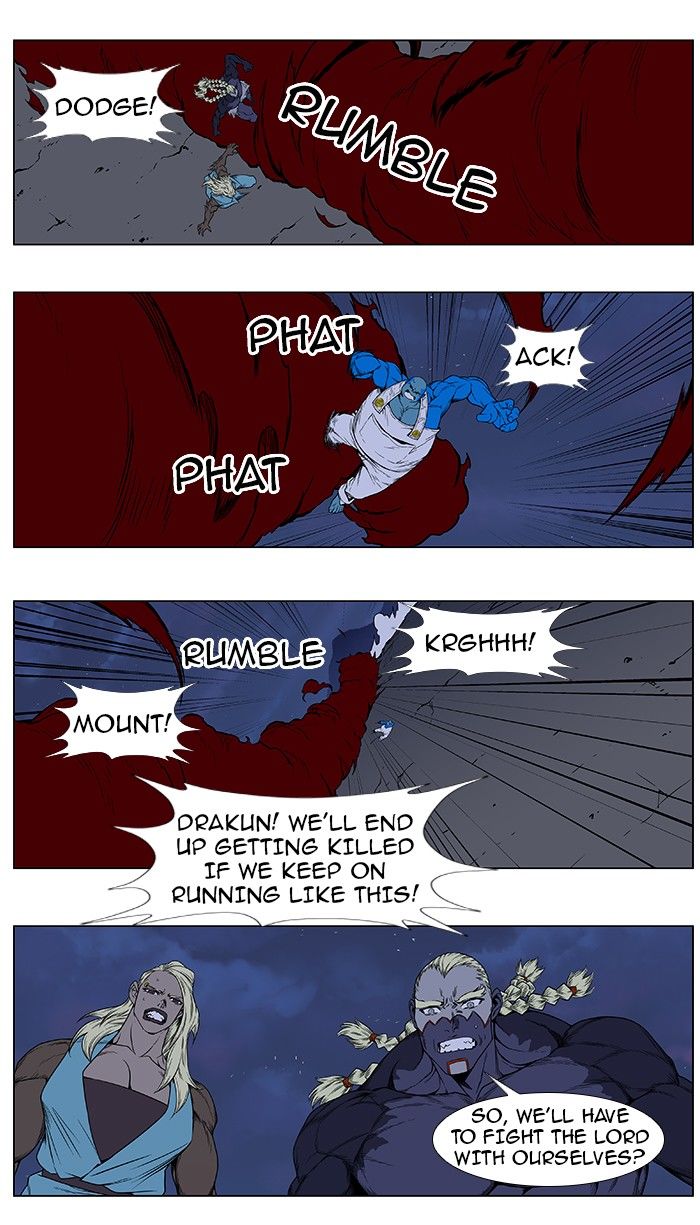 DODGE!
RUMBLE
PHAT
ACK!
PHAT
RUMBLE
KRGHHH!
MOUNT!
DRAKUN! WE'LL END
UP GETTING KILLED
IF WE KEEP ON
RUNNING LIKE THIS!
SO, WE'LL HAVE
TO FIGHT THE LORD
WITH OURSELVES?